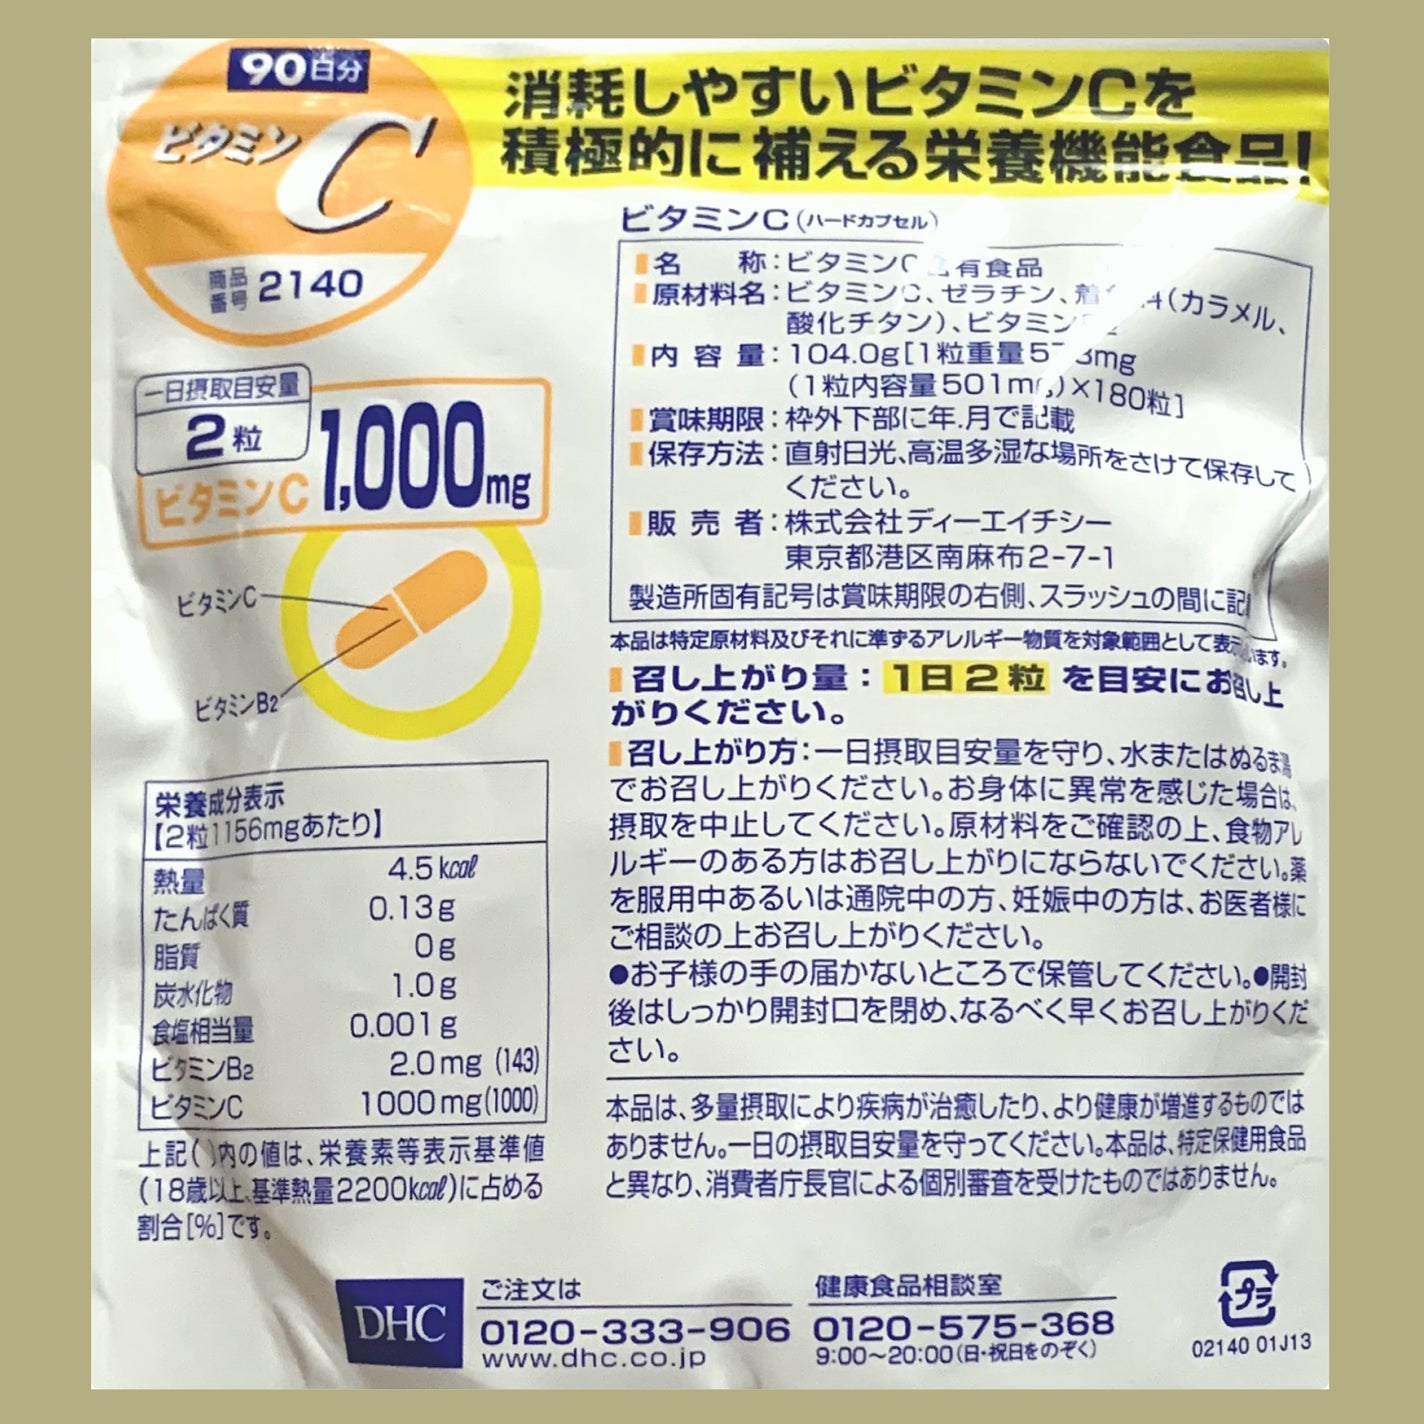 90日分
ビタミン
C
商品番号 2140
消耗しやすいビタミンCを
積極的に補える栄養機能食品!
一日摂取目安量
2粒
ビタミンC 1,000mg
ビタミンC
ビタミンB2
栄養成分表示
【2粒1156mgあたり】
熱量 4.5kcal
たんぱく質 0.13g
脂質 0g
炭水化物 1.0g
食塩相当量 0.001g
ビタミンB2 2.0mg (143)
ビタミンC 1000mg(1000)
上記( )内の値は、栄養素等表示基準値
(18歳以上、基準熱量2200kcal)に占める
割合[%]です。
ビタミンC(ハードカプセル)
名 称:ビタミンC 有食品
原材料名:ビタミンC、ゼラチン、着 (カラメル、
酸化チタン)、ビタミン
内 容 量:104.0g[1粒重量
(1粒内容量501mg)×180粒]
賞味期限:枠外下部に年.月で記載
保存方法:直射日光、高温多湿な場所をさけて保存して
ください。
販 売 者:株式会社ディーエイチシー
東京都港区南麻布2-7-1
製造所固有記号は賞味期限の右側、スラッシュの間に記
本品は特定原材料及びそれに準ずるアレルギー物質を対象範囲として表示 います。
召し上がり量:1日2粒を目安にお召し上
がりください。
召し上がり方:一日摂取目安量を守り、水またはぬるま湯
でお召し上がりください。お身体に異常を感じた場合は、
摂取を中止してください。原材料をご確認の上、食物アレ
ルギーのある方はお召し上がりにならないでください。薬
を服用中あるいは通院中の方、妊娠中の方は、お医者様に
ご相談の上お召し上がりください。
●お子様の手の届かないところで保管してください。●開封
後はしっかり開封口を閉め、なるべく早くお召し上がりくだ
さい。
本品は、多量摂取により疾病が治癒したり、より健康が増進するものでは
ありません。一日の摂取目安量を守ってください。本品は、特定保健用食品
と異なり、消費者庁長官による個別審査を受けたものではありません。
DHC
ご注文は
0120-333-906
www.dhc.co.jp
健康食品相談室
0120-575-368
9:00〜20:00(日・祝日をのぞく)
プラ
02140 01J13